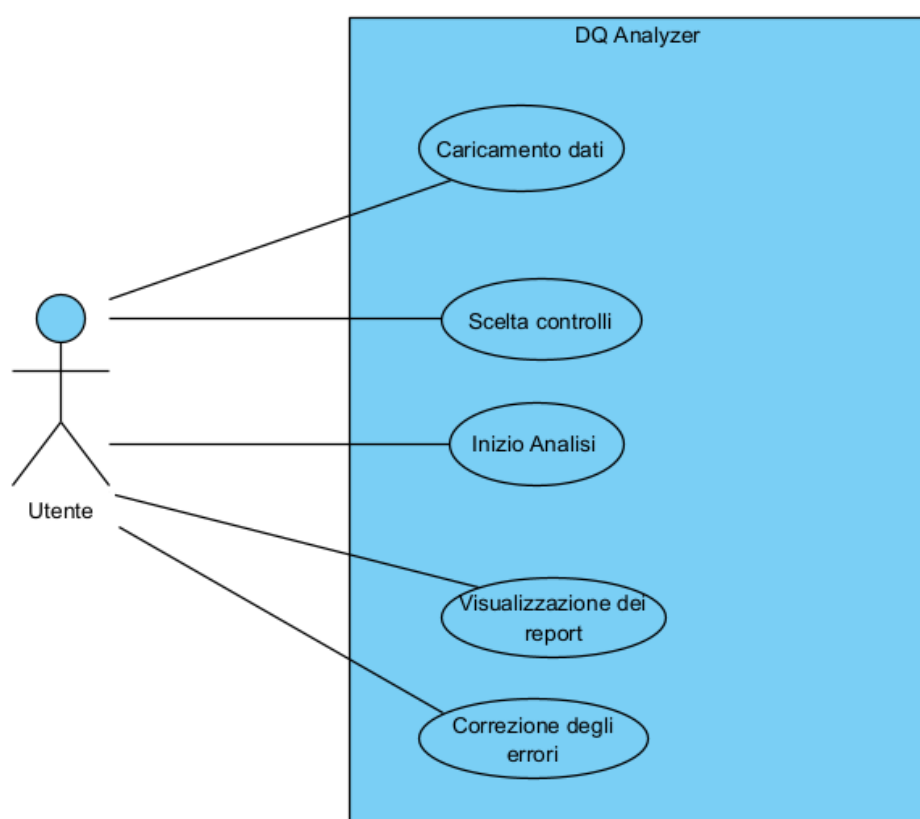 DQ Analyzer
Caricamento dati
Scelta controlli
Inizio Analisi
Utente
Visualizzazione dei
report
Correzione degli
errori